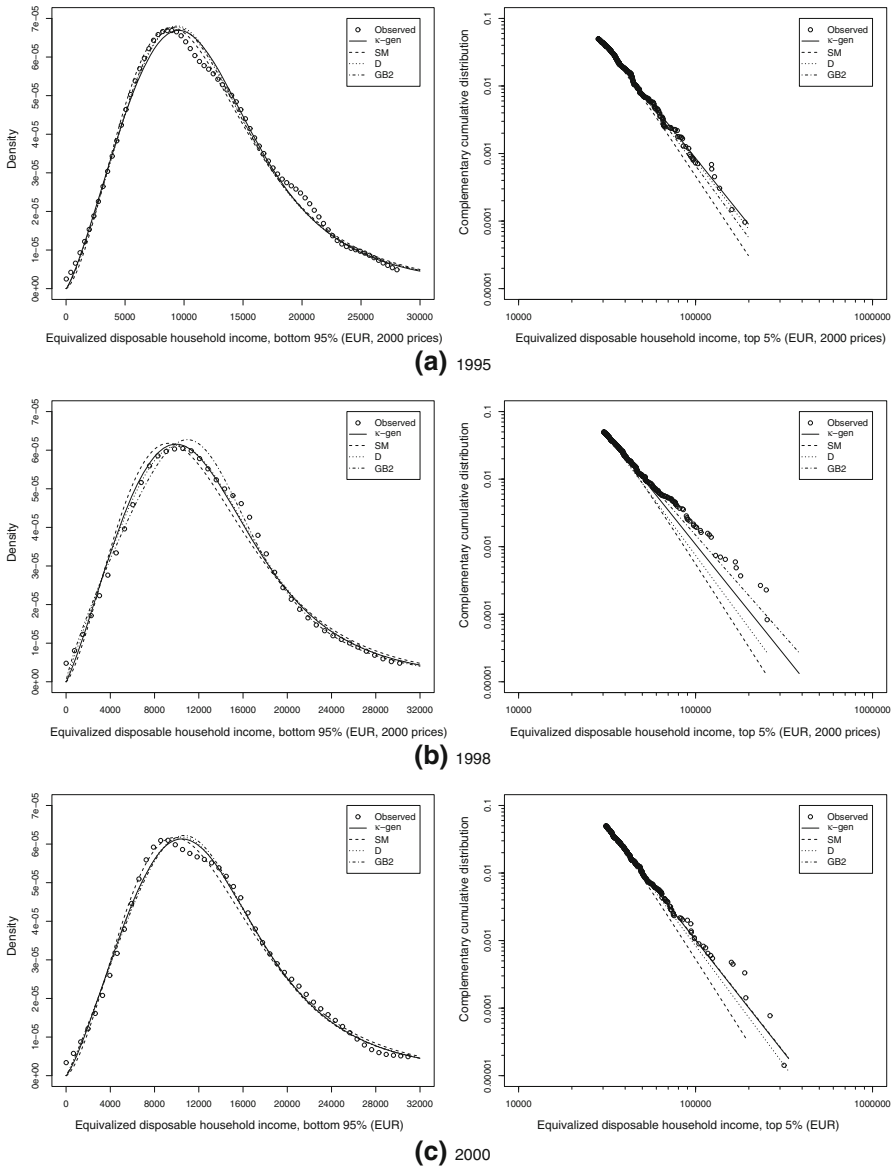 7e−05
6e−05
5e−05
4e−05
3e−05
2e−05
1e−05
0e+00
Density
0 5000 10000 15000 20000 25000 30000
Equivalized disposable household income, bottom 95% (EUR, 2000 prices)
Observed
κ−gen
SM
D
GB2
0.1
0.01
0.001
0.0001
0.00001
Complementary cumulative distribution
10000 100000 1000000
Equivalized disposable household income, top 5% (EUR, 2000 prices)
Observed
κ−gen
SM
D
GB2
(a) 1995
7e−05
6e−05
5e−05
4e−05
3e−05
2e−05
1e−05
0e+00
Density
0 4000 8000 12000 16000 20000 24000 28000 32000
Equivalized disposable household income, bottom 95% (EUR, 2000 prices)
Observed
κ−gen
SM
D
GB2
0.1
0.01
0.001
0.0001
0.00001
Complementary cumulative distribution
10000 100000 1000000
Equivalized disposable household income, top 5% (EUR, 2000 prices)
Observed
κ−gen
SM
D
GB2
(b) 1998
7e−05
6e−05
5e−05
4e−05
3e−05
2e−05
1e−05
0e+00
Density
0 4000 8000 12000 16000 20000 24000 28000 32000
Equivalized disposable household income, bottom 95% (EUR)
Observed
κ−gen
SM
D
GB2
0.1
0.01
0.001
0.0001
0.00001
Complementary cumulative distribution
10000 100000 1000000
Equivalized disposable household income, top 5% (EUR)
Observed
κ−gen
SM
D
GB2
(c) 2000